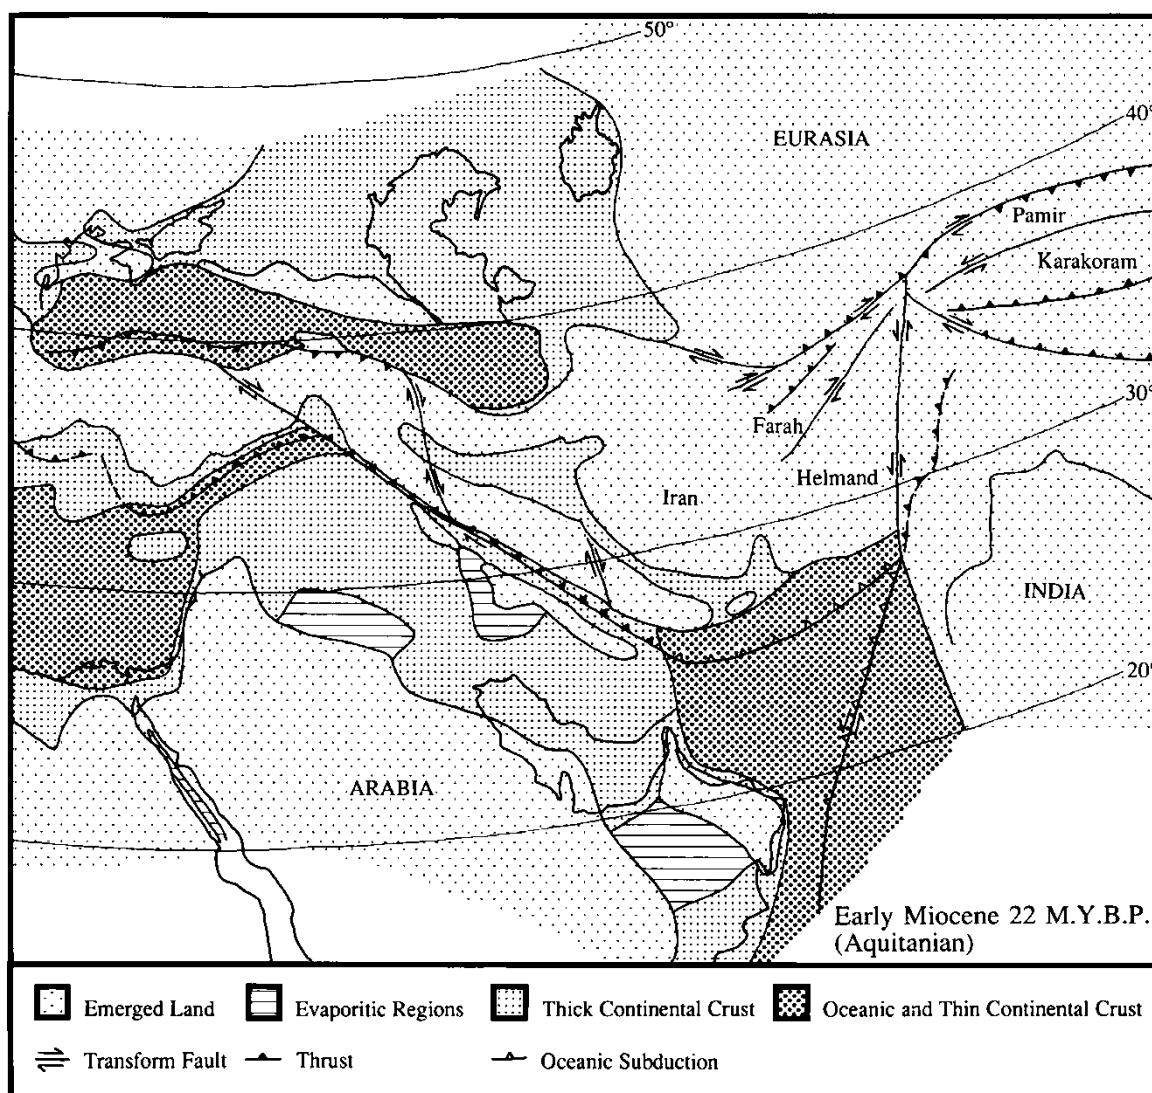 50°
40°
EURASIA
Pamir
Karakoram
30°
Farah
Helmand
Iran
INDIA
20°
ARABIA
Early Miocene 22 M.Y.B.P.
(Aquitanian)
Emerged Land
Evaporitic Regions
Thick Continental Crust
Oceanic and Thin Continental Crust
Transform Fault
Thrust
Oceanic Subduction